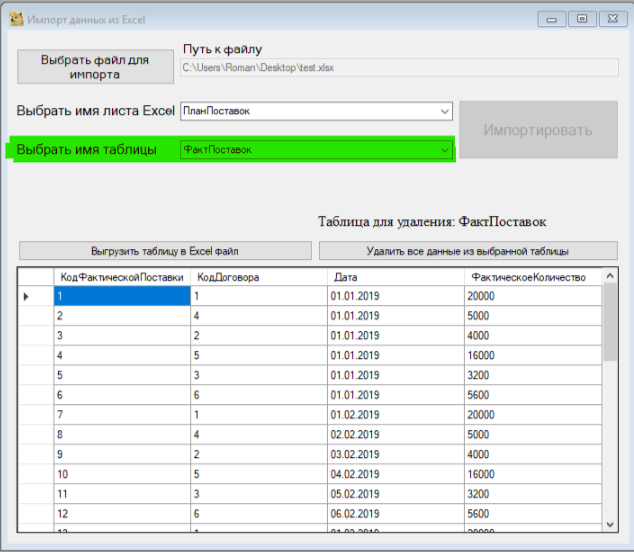 Импорт данных из Excel
Выбрать файл для импорта
Путь к файлу
C:\Users\Roman\Desktop\test.xlsx
Выбрать имя листа Excel ПланПоставок
Импортировать
Выбрать имя таблицы ФактПоставок
Таблица для удаления: ФактПоставок
Выгрузить таблицу в Excel файл Удалить все данные из выбранной таблицы
КодФактическойПоставки КодДоговора Дата ФактическоеКоличество
1 1 01.01.2019 20000
2 4 01.01.2019 5000
3 2 01.01.2019 4000
4 5 01.01.2019 16000
5 3 01.01.2019 3200
6 6 01.01.2019 5600
7 1 01.02.2019 20000
8 4 02.02.2019 5000
9 2 03.02.2019 4000
10 5 04.02.2019 16000
11 3 05.02.2019 3200
12 6 06.02.2019 5600